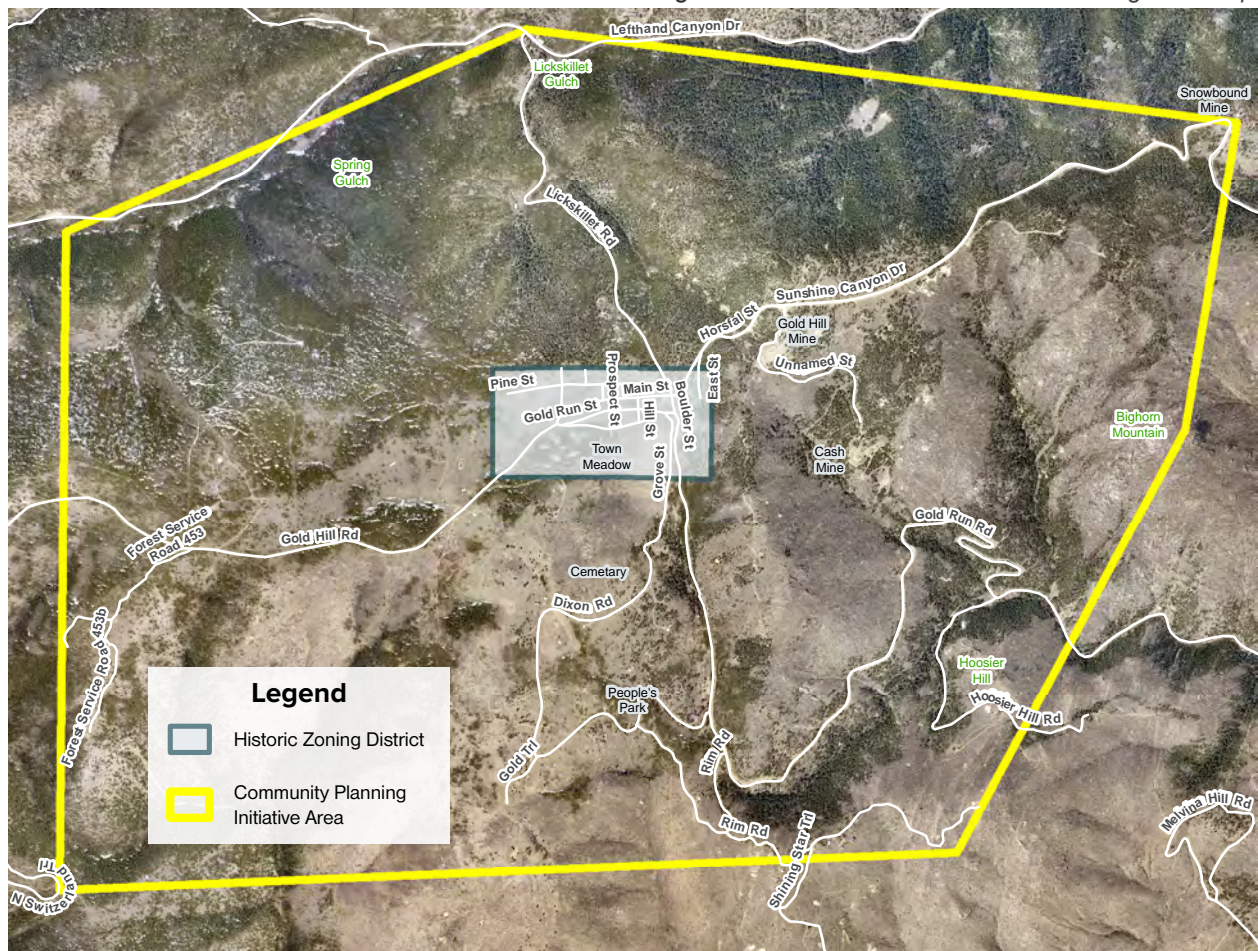 Lefthand Canyon Dr
Lickskillet
Gulch
Snowbound
Mine
Spring
Gulch
Lickskillet Rd
Sunshine Canyon Dr
Horsfal St
Gold Hill
Mine
Unnamed St
Pine St
Prospect St
Main St
Boulder St
East St
Gold Run St
Hill St
Town
Meadow
Grove St
Cash
Mine
Bighorn
Mountain
Forest Service
Road 453
Gold Hill Rd
Gold Run Rd
Cemetary
Dixon Rd
Forest Service Road 453b
Hoosier
Hill
Hoosier Hill Rd
People's
Park
Gold Trl
Rim Rd
Rim Rd
Shining Star Trl
Melvina Hill Rd
N Switzerland Trl
Legend
Historic Zoning District
Community Planning
Initiative Area